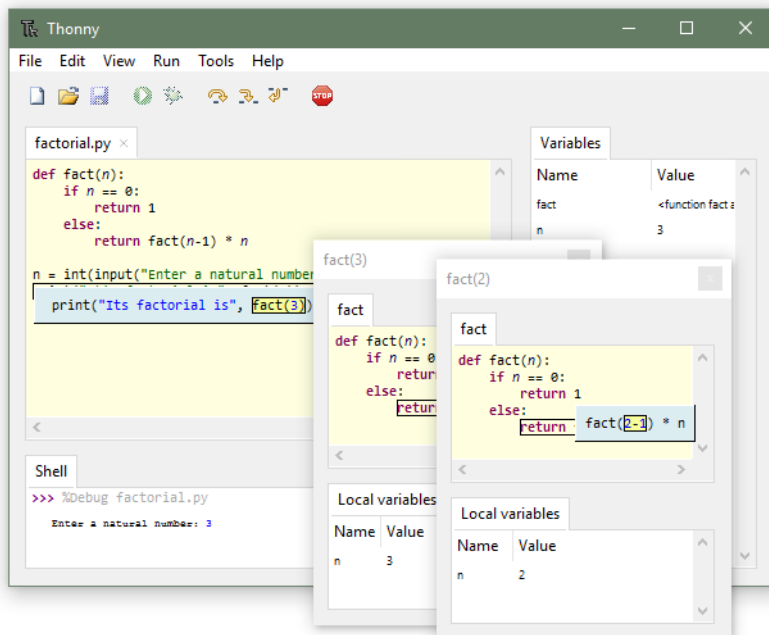 Thonny
File Edit View Run Tools Help
STOP
factorial.py ×
def fact(n):
    if n == 0:
        return 1
    else:
        return fact(n-1) * n
n = int(input("Enter a natural number
print("Its factorial is", fact(3))
Shell
>>> %Debug factorial.py
Enter a natural number: 3
Variables
Name Value
fact <function fact a
n 3
fact(3)
fact
def fact(n):
    if n == 0
        retur
    else:
        retur
Local variables
Name Value
n 3
fact(2)
fact
def fact(n):
    if n == 0:
        return 1
    else:
        return fact(2-1) * n
Local variables
Name Value
n 2